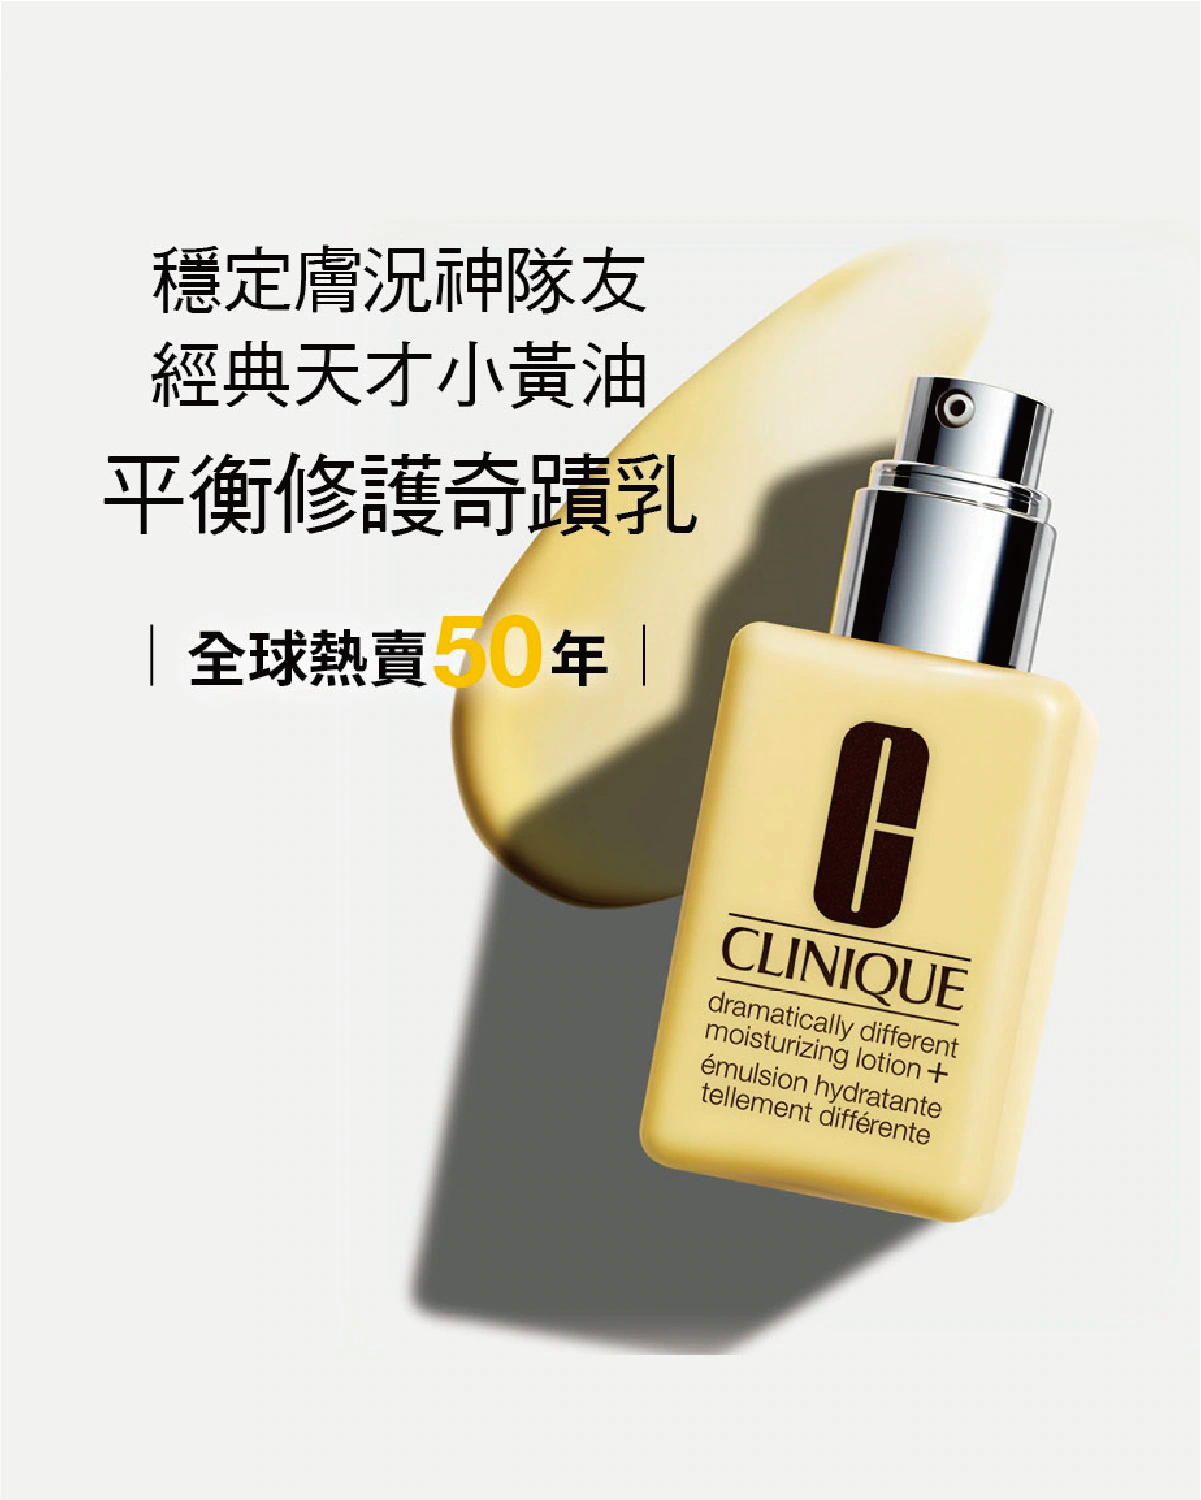 穩定膚況神隊友
經典天才小黃油
平衡修護奇蹟乳
｜全球熱賣50年｜
C
CLINIQUE
dramatically different
moisturizing lotion +
émulsion hydratante
tellement différente